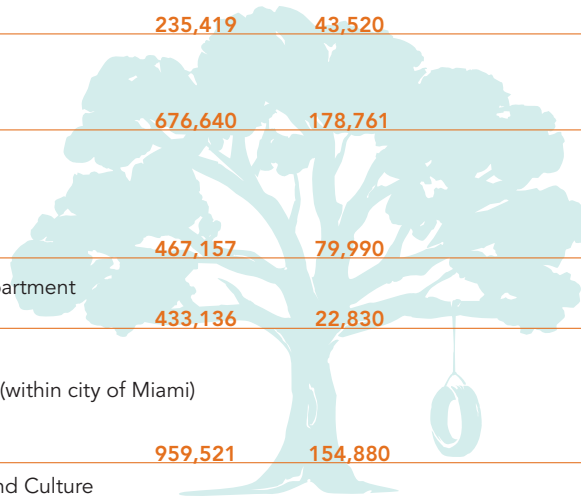 235,419 43,520
676,640 178,761
467,157 79,990
partment
433,136 22,830
(within city of Miami)
959,521 154,880
nd Culture